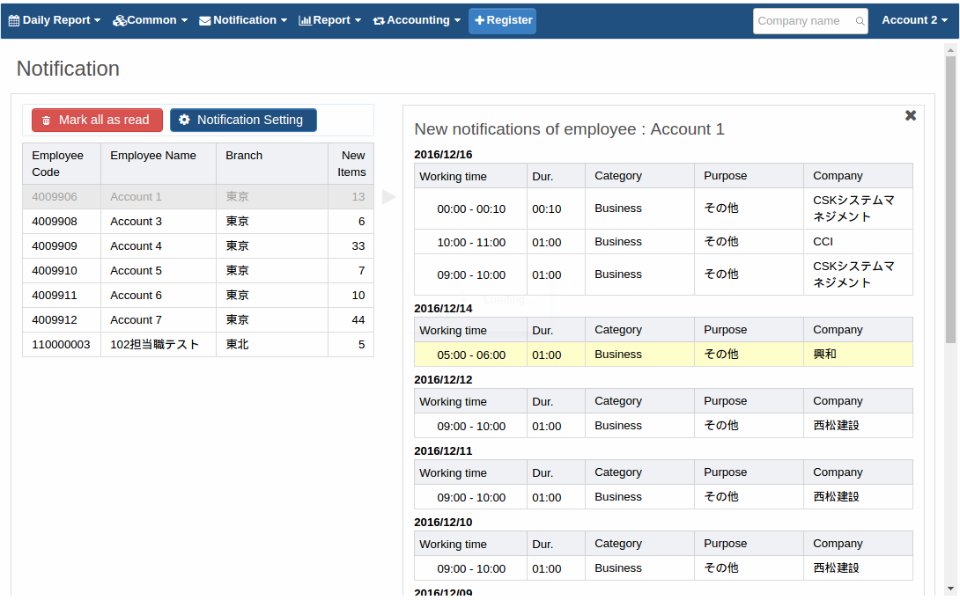 Daily Report Common Notification Report Accounting Register Company name Account 2
Notification
Mark all as read Notification Setting
Employee Code Employee Name Branch New Items
4009906 Account 1 東京 13
4009908 Account 3 東京 6
4009909 Account 4 東京 33
4009910 Account 5 東京 7
4009911 Account 6 東京 10
4009912 Account 7 東京 44
110000003 102担当職テスト 東北 5
New notifications of employee : Account 1
2016/12/16
Working time Dur. Category Purpose Company
00:00 - 00:10 00:10 Business その他 CSKシステムマネジメント
10:00 - 11:00 01:00 Business その他 CCI
09:00 - 10:00 01:00 Business その他 CSKシステムマネジメント
2016/12/14
Working time Dur. Category Purpose Company
05:00 - 06:00 01:00 Business その他 興和
2016/12/12
Working time Dur. Category Purpose Company
09:00 - 10:00 01:00 Business その他 西松建設
2016/12/11
Working time Dur. Category Purpose Company
09:00 - 10:00 01:00 Business その他 西松建設
2016/12/10
Working time Dur. Category Purpose Company
09:00 - 10:00 01:00 Business その他 西松建設
2016/12/09